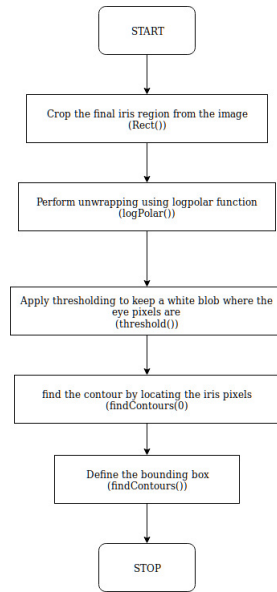 START
Crop the final iris region from the image
(Rect())
Perform unwrapping using logpolar function
(logPolar())
Apply thresholding to keep a white blob where the
eye pixels are
(threshold())
find the contour by locating the iris pixels
(findContours(0)
Define the bounding box
(findContours())
STOP